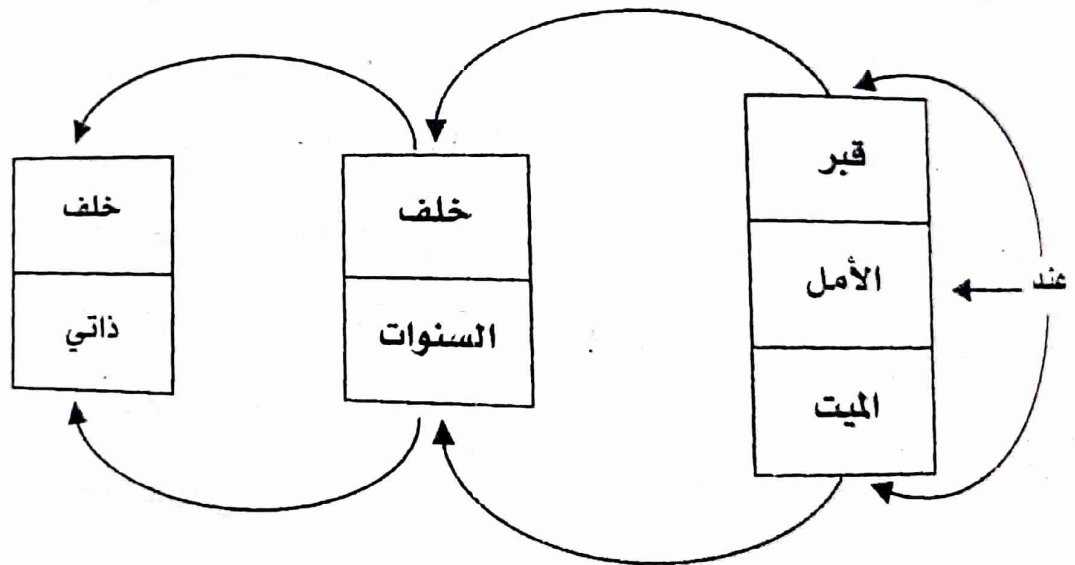 عند
قبر
الأمل
الميت
خلف
السنوات
خلف
ذاتي